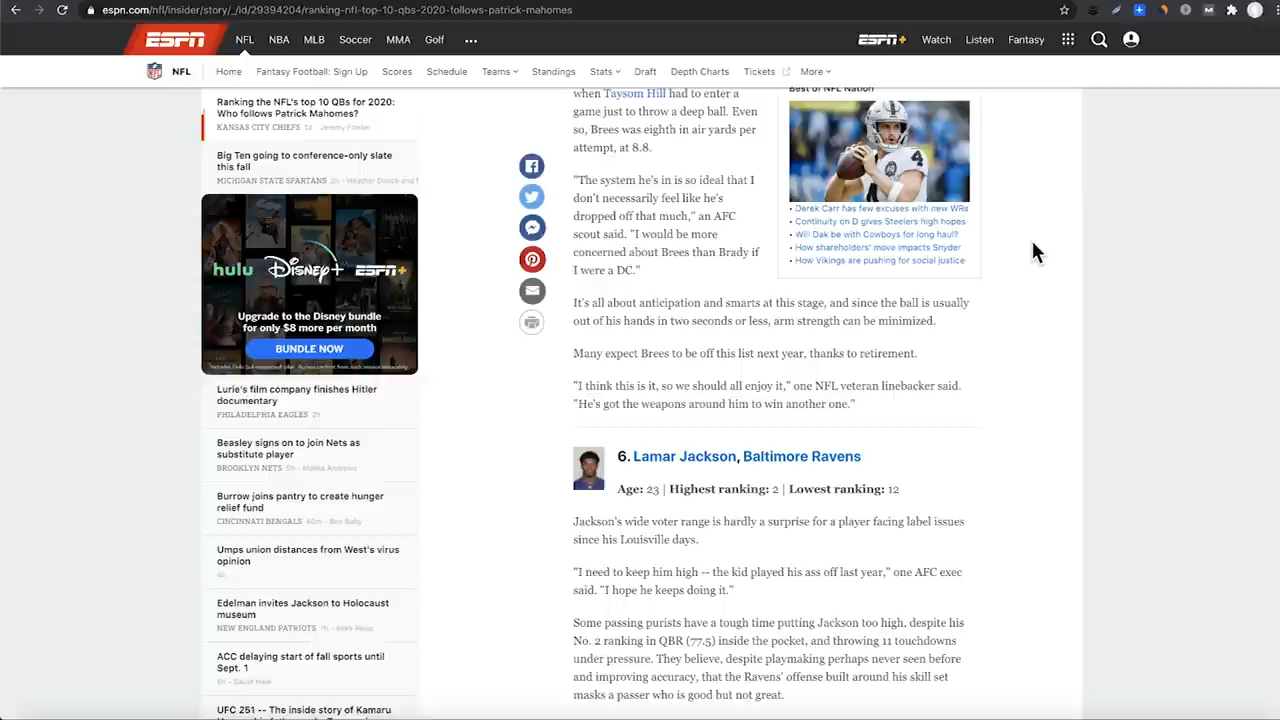 espn.com/nfl/insider/story/_/id/29394204/ranking-nfl-top-10-qbs-2020-follows-patrick-mahomes
ESPN NFL NBA MLB Soccer MMA Golf ... ESPN+ Watch Listen Fantasy
NFL Home Fantasy Football: Sign Up Scores Schedule Teams Standings Stats Draft Depth Charts Tickets More
Ranking the NFL's top 10 QBs for 2020:
Who follows Patrick Mahomes?
KANSAS CITY CHIEFS 1d Jeremy Fowler
Big Ten going to conference-only slate
this fall
MICHIGAN STATE SPARTANS 2h - Heather Dinich and
hulu Disney+ ESPN+
Upgrade to the Disney bundle
for only $8 more per month
BUNDLE NOW
Lurie's film company finishes Hitler
documentary
PHILADELPHIA EAGLES 2h
Beasley signs on to join Nets as
substitute player
BROOKLYN NETS 5h - Malika Andrews
Burrow joins pantry to create hunger
relief fund
CINCINNATI BENGALS 40m - Ben Baby
Umps union distances from West's virus
opinion
Edelman invites Jackson to Holocaust
museum
NEW ENGLAND PATRIOTS 7h - Mike Reiss
ACC delaying start of fall sports until
Sept. 1
6h - David Hale
UFC 251 -- The inside story of Kamaru
when Taysom Hill had to enter a
game just to throw a deep ball. Even
so, Brees was eighth in air yards per
attempt, at 8.8.
"The system he's in is so ideal that I
don't necessarily feel like he's
dropped off that much," an AFC
scout said. "I would be more
concerned about Brees than Brady if
I were a DC."
Best of NFL Nation
• Derek Carr has few excuses with new WRs
• Continuity on D gives Steelers high hopes
• Will Dak be with Cowboys for long haul?
• How shareholders' move impacts Snyder
• How Vikings are pushing for social justice
It's all about anticipation and smarts at this stage, and since the ball is usually
out of his hands in two seconds or less, arm strength can be minimized.
Many expect Brees to be off this list next year, thanks to retirement.
"I think this is it, so we should all enjoy it," one NFL veteran linebacker said.
"He's got the weapons around him to win another one."
6. Lamar Jackson, Baltimore Ravens
Age: 23 | Highest ranking: 2 | Lowest ranking: 12
Jackson's wide voter range is hardly a surprise for a player facing label issues
since his Louisville days.
"I need to keep him high -- the kid played his ass off last year," one AFC exec
said. "I hope he keeps doing it."
Some passing purists have a tough time putting Jackson too high, despite his
No. 2 ranking in QBR (77.5) inside the pocket, and throwing 11 touchdowns
under pressure. They believe, despite playmaking perhaps never seen before
and improving accuracy, that the Ravens' offense built around his skill set
masks a passer who is good but not great.